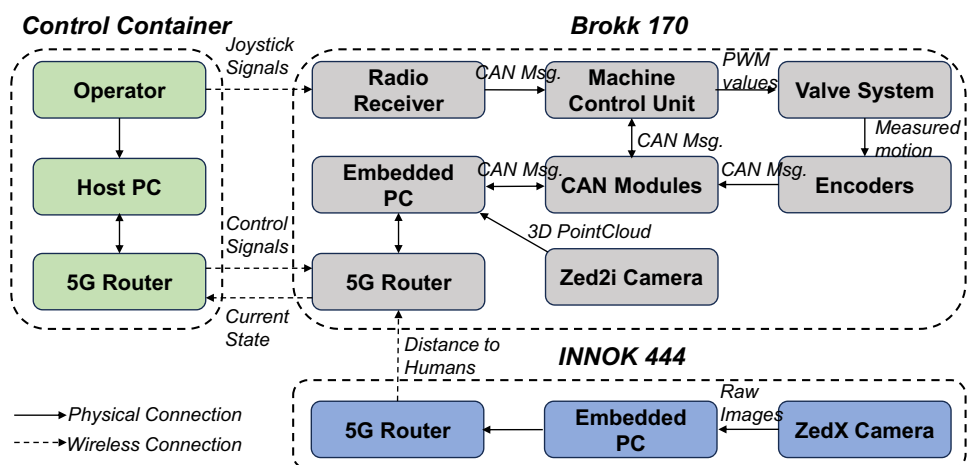 Control Container
Brokk 170
Joystick
Signals
Operator
Radio
Receiver
CAN Msg.
Machine
Control Unit
PWM
values
Valve System
Measured
motion
CAN Msg.
Host PC
Embedded
PC
CAN Msg.
CAN Modules
CAN Msg.
Encoders
Control
Signals
3D PointCloud
5G Router
5G Router
Zed2i Camera
Current
State
Distance to
Humans
INNOK 444
Physical Connection
Wireless Connection
5G Router
Embedded
PC
Raw
Images
ZedX Camera